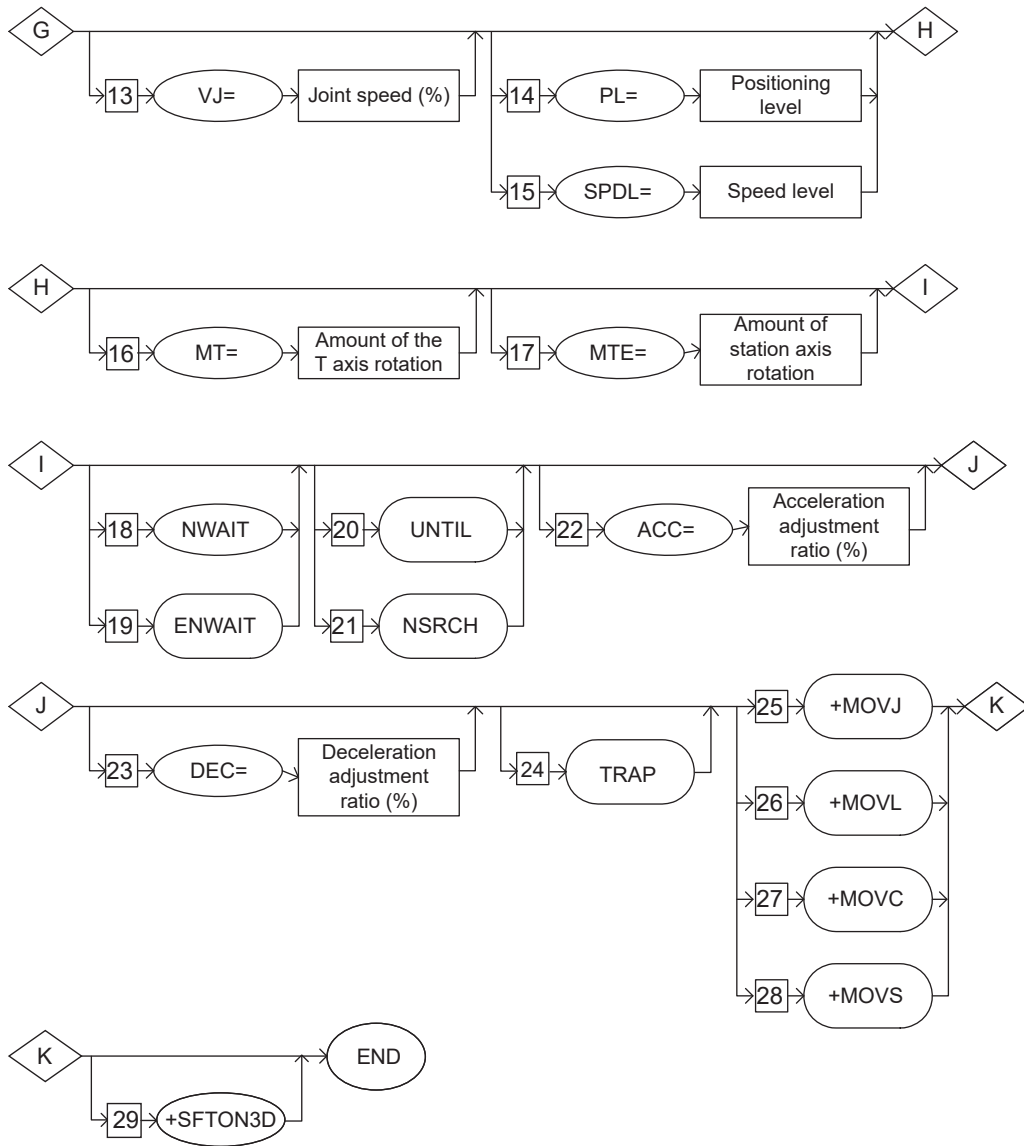 G
H
13
VJ=
Joint speed (%)
14
PL=
Positioning
level
15
SPDL=
Speed level
H
I
16
MT=
Amount of the
T axis rotation
17
MTE=
Amount of
station axis
rotation
I
J
18
NWAIT
20
UNTIL
22
ACC=
Acceleration
adjustment
ratio (%)
19
ENWAIT
21
NSRCH
J
K
23
DEC=
Deceleration
adjustment
ratio (%)
24
TRAP
25
+MOVJ
26
+MOVL
27
+MOVC
28
+MOVS
K
END
29
+SFTON3D